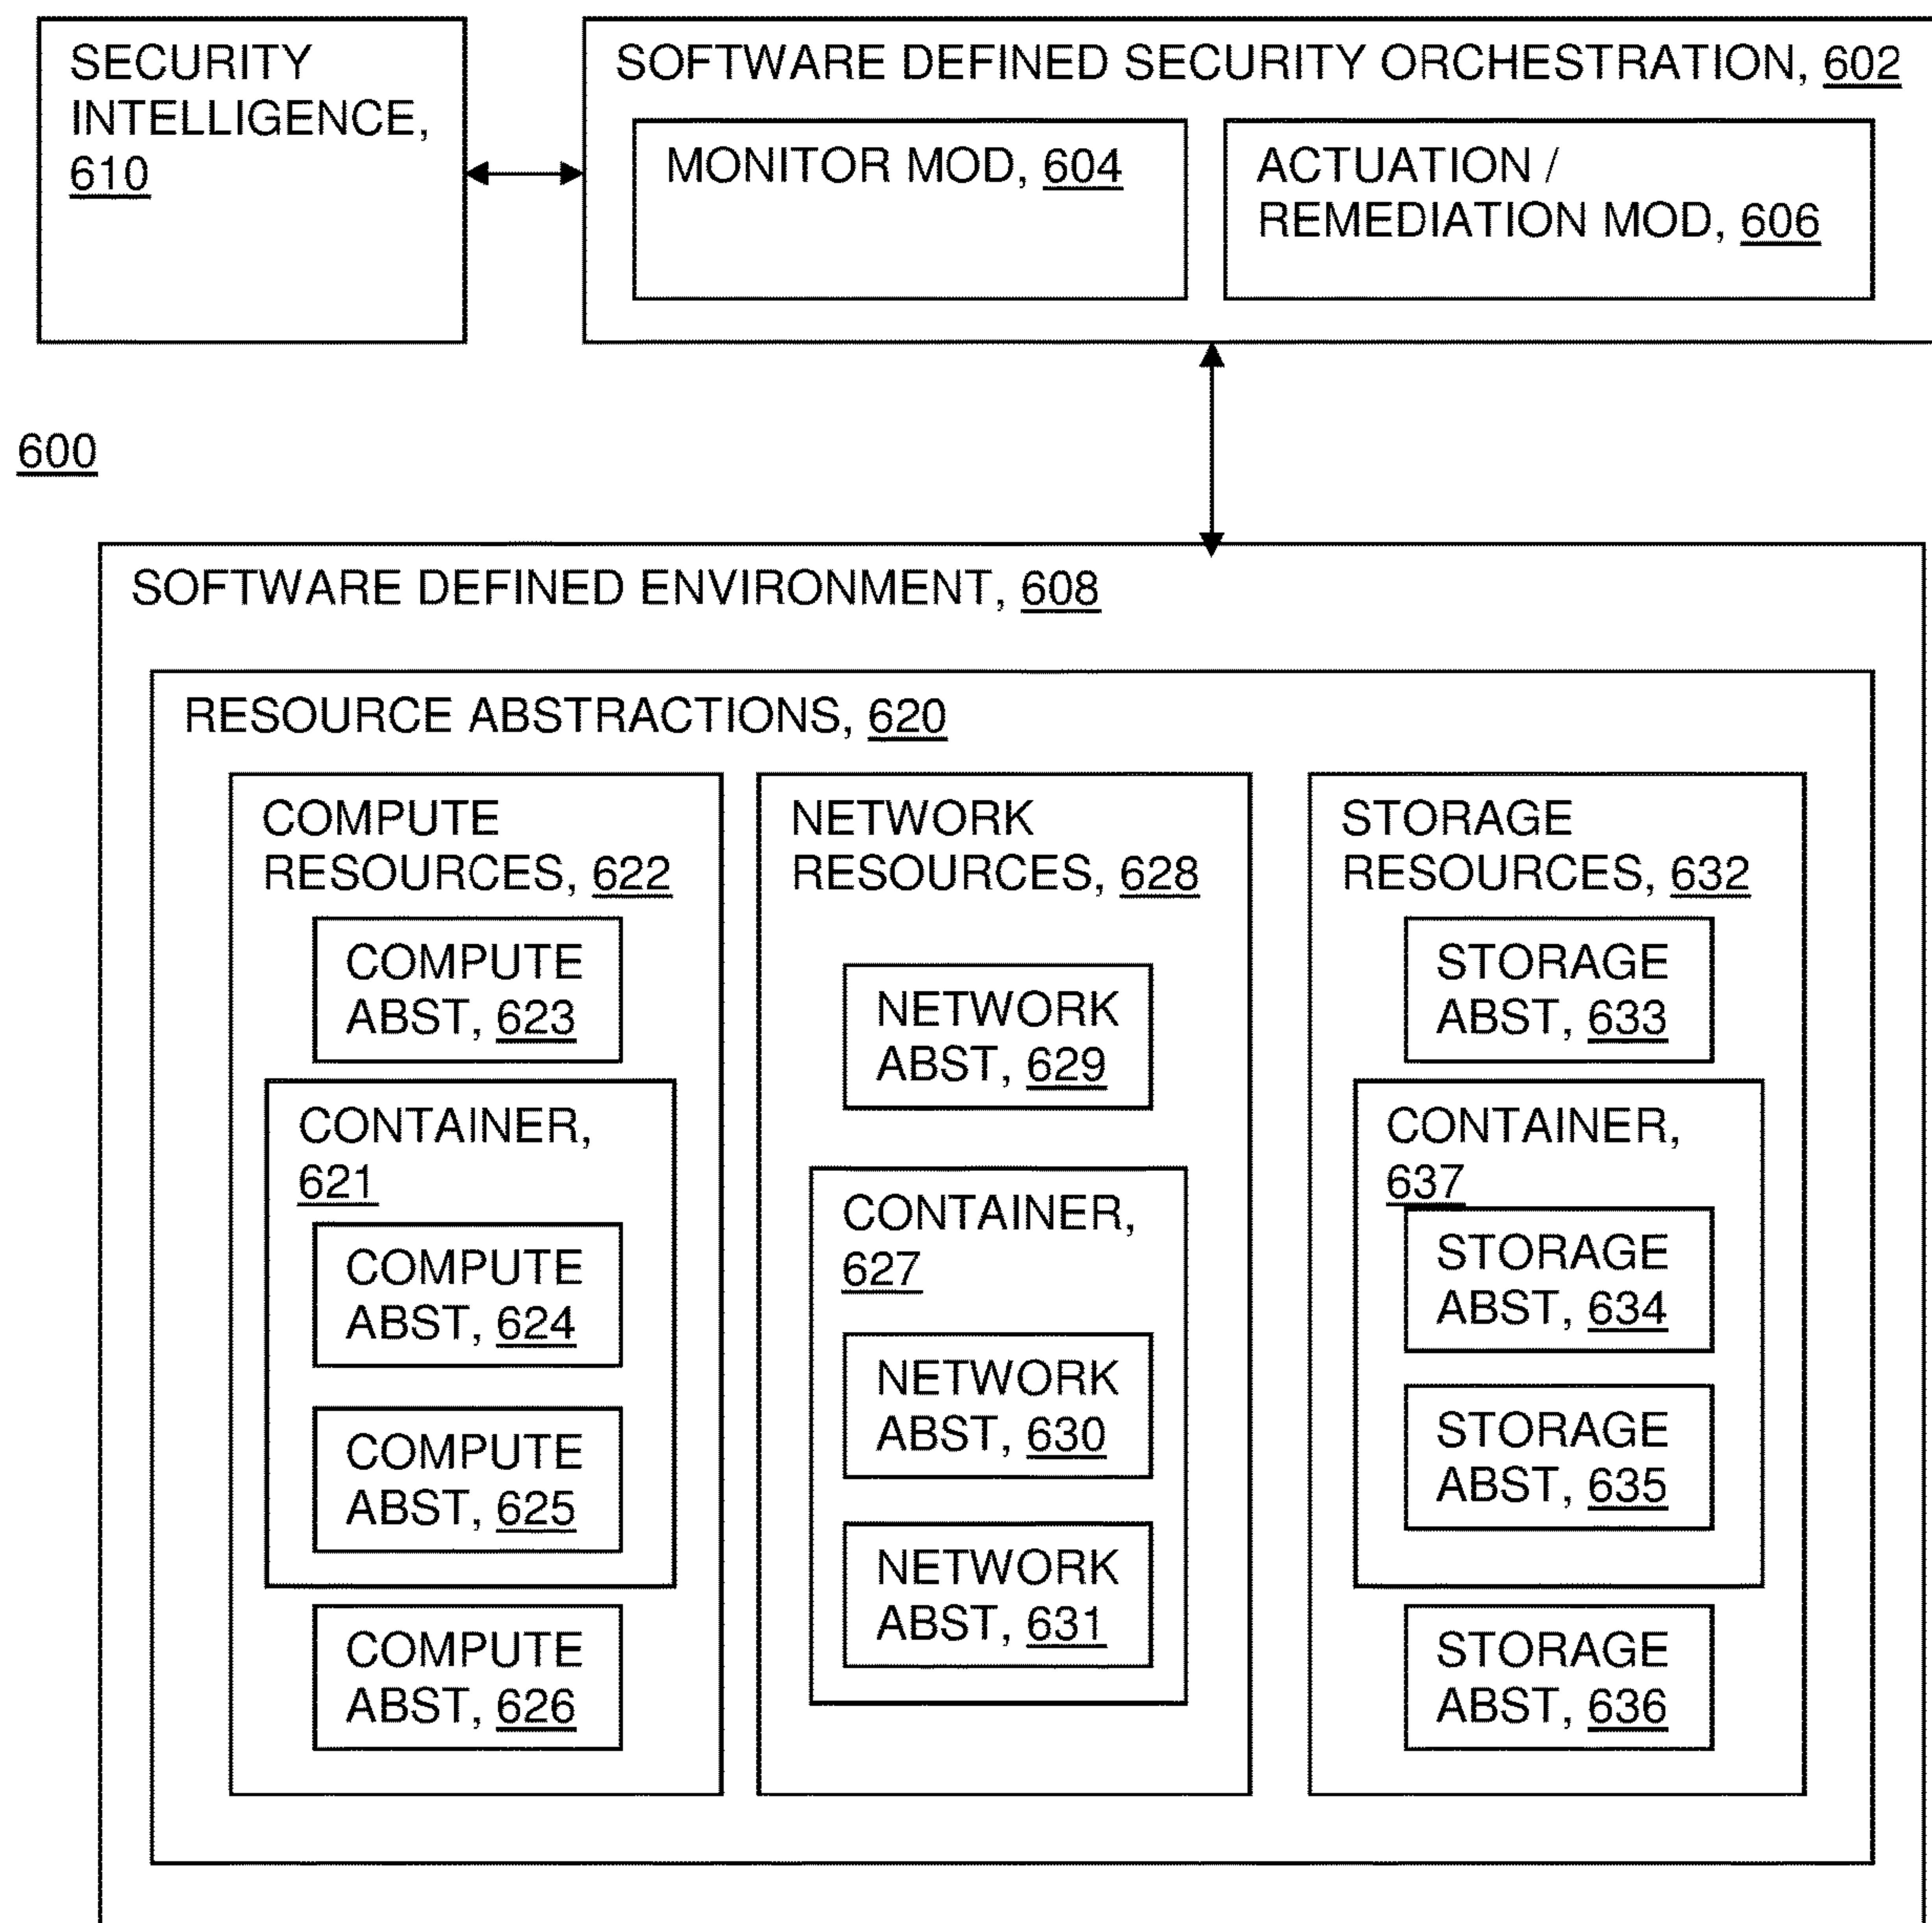 SECURITY
INTELLIGENCE,
610
SOFTWARE DEFINED SECURITY ORCHESTRATION, 602
MONITOR MOD, 604
ACTUATION /
REMEDIATION MOD, 606
600
SOFTWARE DEFINED ENVIRONMENT, 608
RESOURCE ABSTRACTIONS, 620
COMPUTE
RESOURCES, 622
COMPUTE
ABST, 623
CONTAINER,
621
COMPUTE
ABST, 624
COMPUTE
ABST, 625
COMPUTE
ABST, 626
NETWORK
RESOURCES, 628
NETWORK
ABST, 629
CONTAINER,
627
NETWORK
ABST, 630
NETWORK
ABST, 631
STORAGE
RESOURCES, 632
STORAGE
ABST, 633
CONTAINER,
637
STORAGE
ABST, 634
STORAGE
ABST, 635
STORAGE
ABST, 636